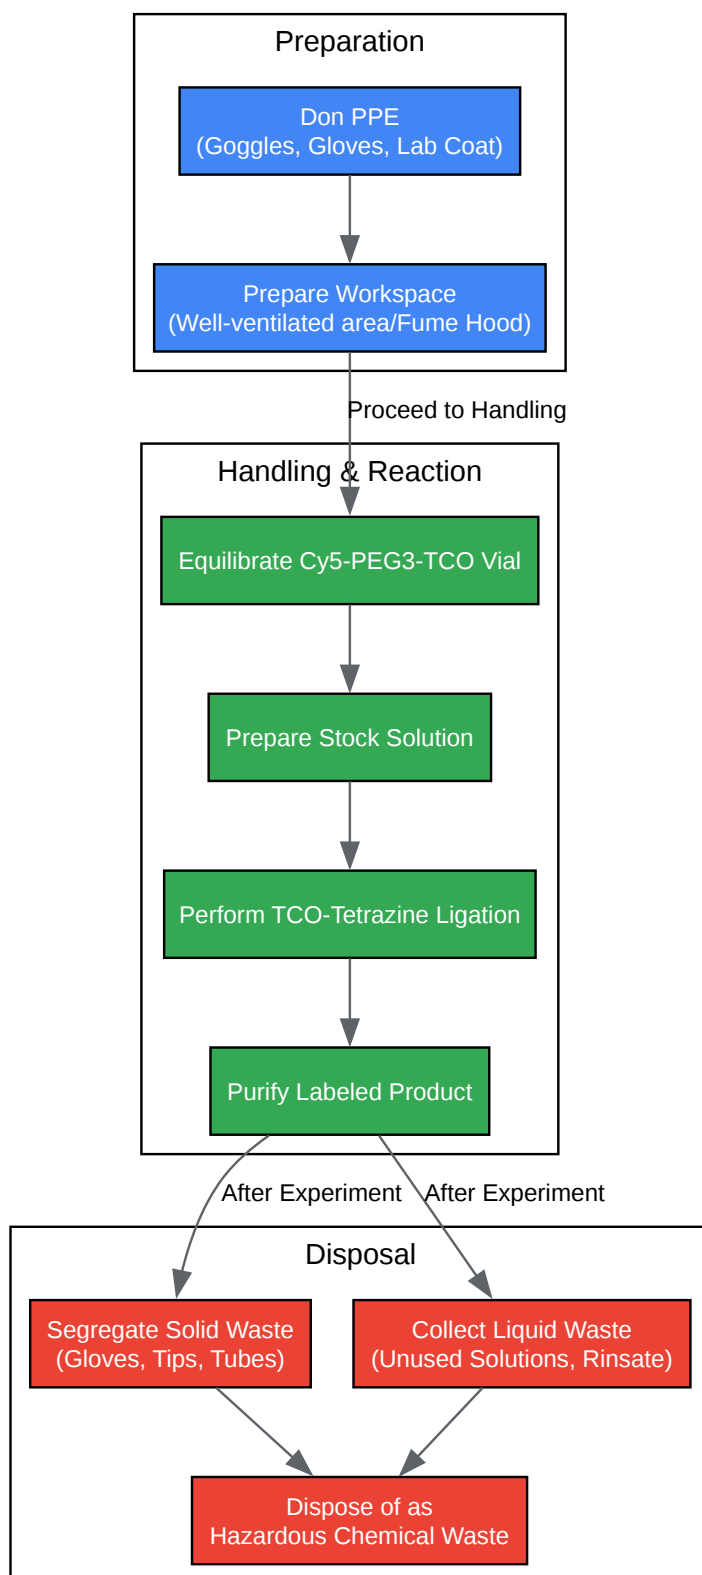 Preparation
Don PPE
(Goggles, Gloves, Lab Coat)
Prepare Workspace
(Well-ventilated area/Fume Hood)
Proceed to Handling
Handling & Reaction
Equilibrate Cy5-PEG3-TCO Vial
Prepare Stock Solution
Perform TCO-Tetrazine Ligation
Purify Labeled Product
After Experiment
After Experiment
Disposal
Segregate Solid Waste
(Gloves, Tips, Tubes)
Collect Liquid Waste
(Unused Solutions, Rinsate)
Dispose of as
Hazardous Chemical Waste